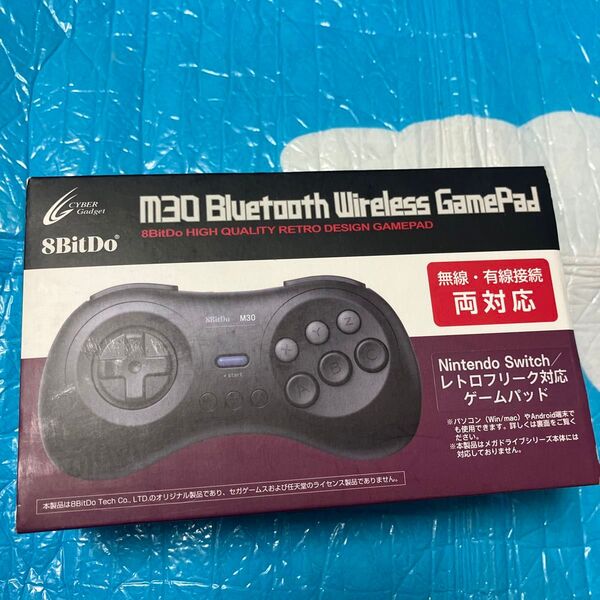 CYBER
Gadget
8BitDo®
M30 Bluetooth Wireless GamePad
8BitDo HIGH QUALITY RETRO DESIGN GAMEPAD
無線・有線接続
両対応
8BitDo M30
start
X Y Z
A B C
Nintendo Switch/
レトロフリーク対応
ゲームパッド
※パソコン(Win/mac)やAndroid端末で
も使用できます。詳しくは裏面をご覧く
ださい。
※本製品はメガドライブシリーズ本体には
対応しておりません。
本製品は8BitDo Tech Co., LTD.のオリジナル製品であり、セガゲームスおよび任天堂のライセンス製品でありません。